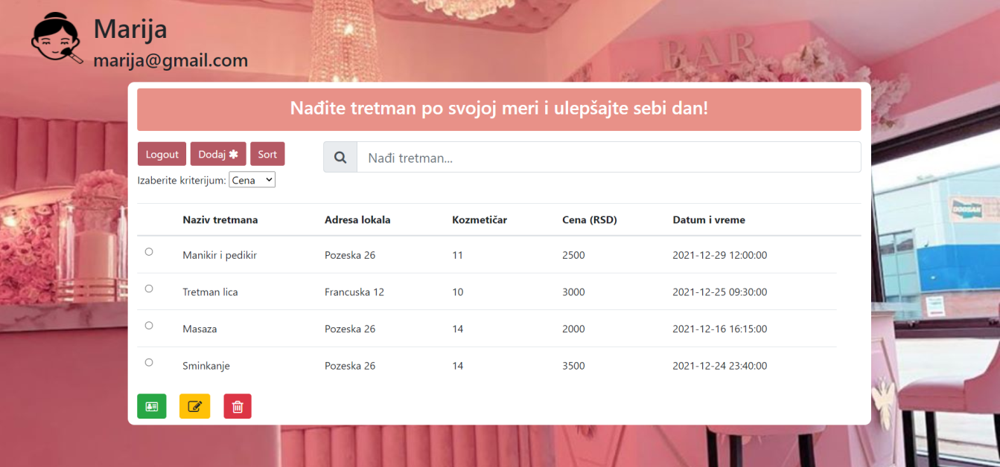 Marija
marija@gmail.com
BAR
Nađite tretman po svojoj meri i ulepšajte sebi dan!
Logout Dodaj ✱ Sort Nađi tretman...
Izaberite kriterijum: Cena
Naziv tretmana Adresa lokala Kozmetičar Cena (RSD) Datum i vreme
Manikir i pedikir Pozeska 26 11 2500 2021-12-29 12:00:00
Tretman lica Francuska 12 10 3000 2021-12-25 09:30:00
Masaza Pozeska 26 14 2000 2021-12-16 16:15:00
Sminkanje Pozeska 26 14 3500 2021-12-24 23:40:00